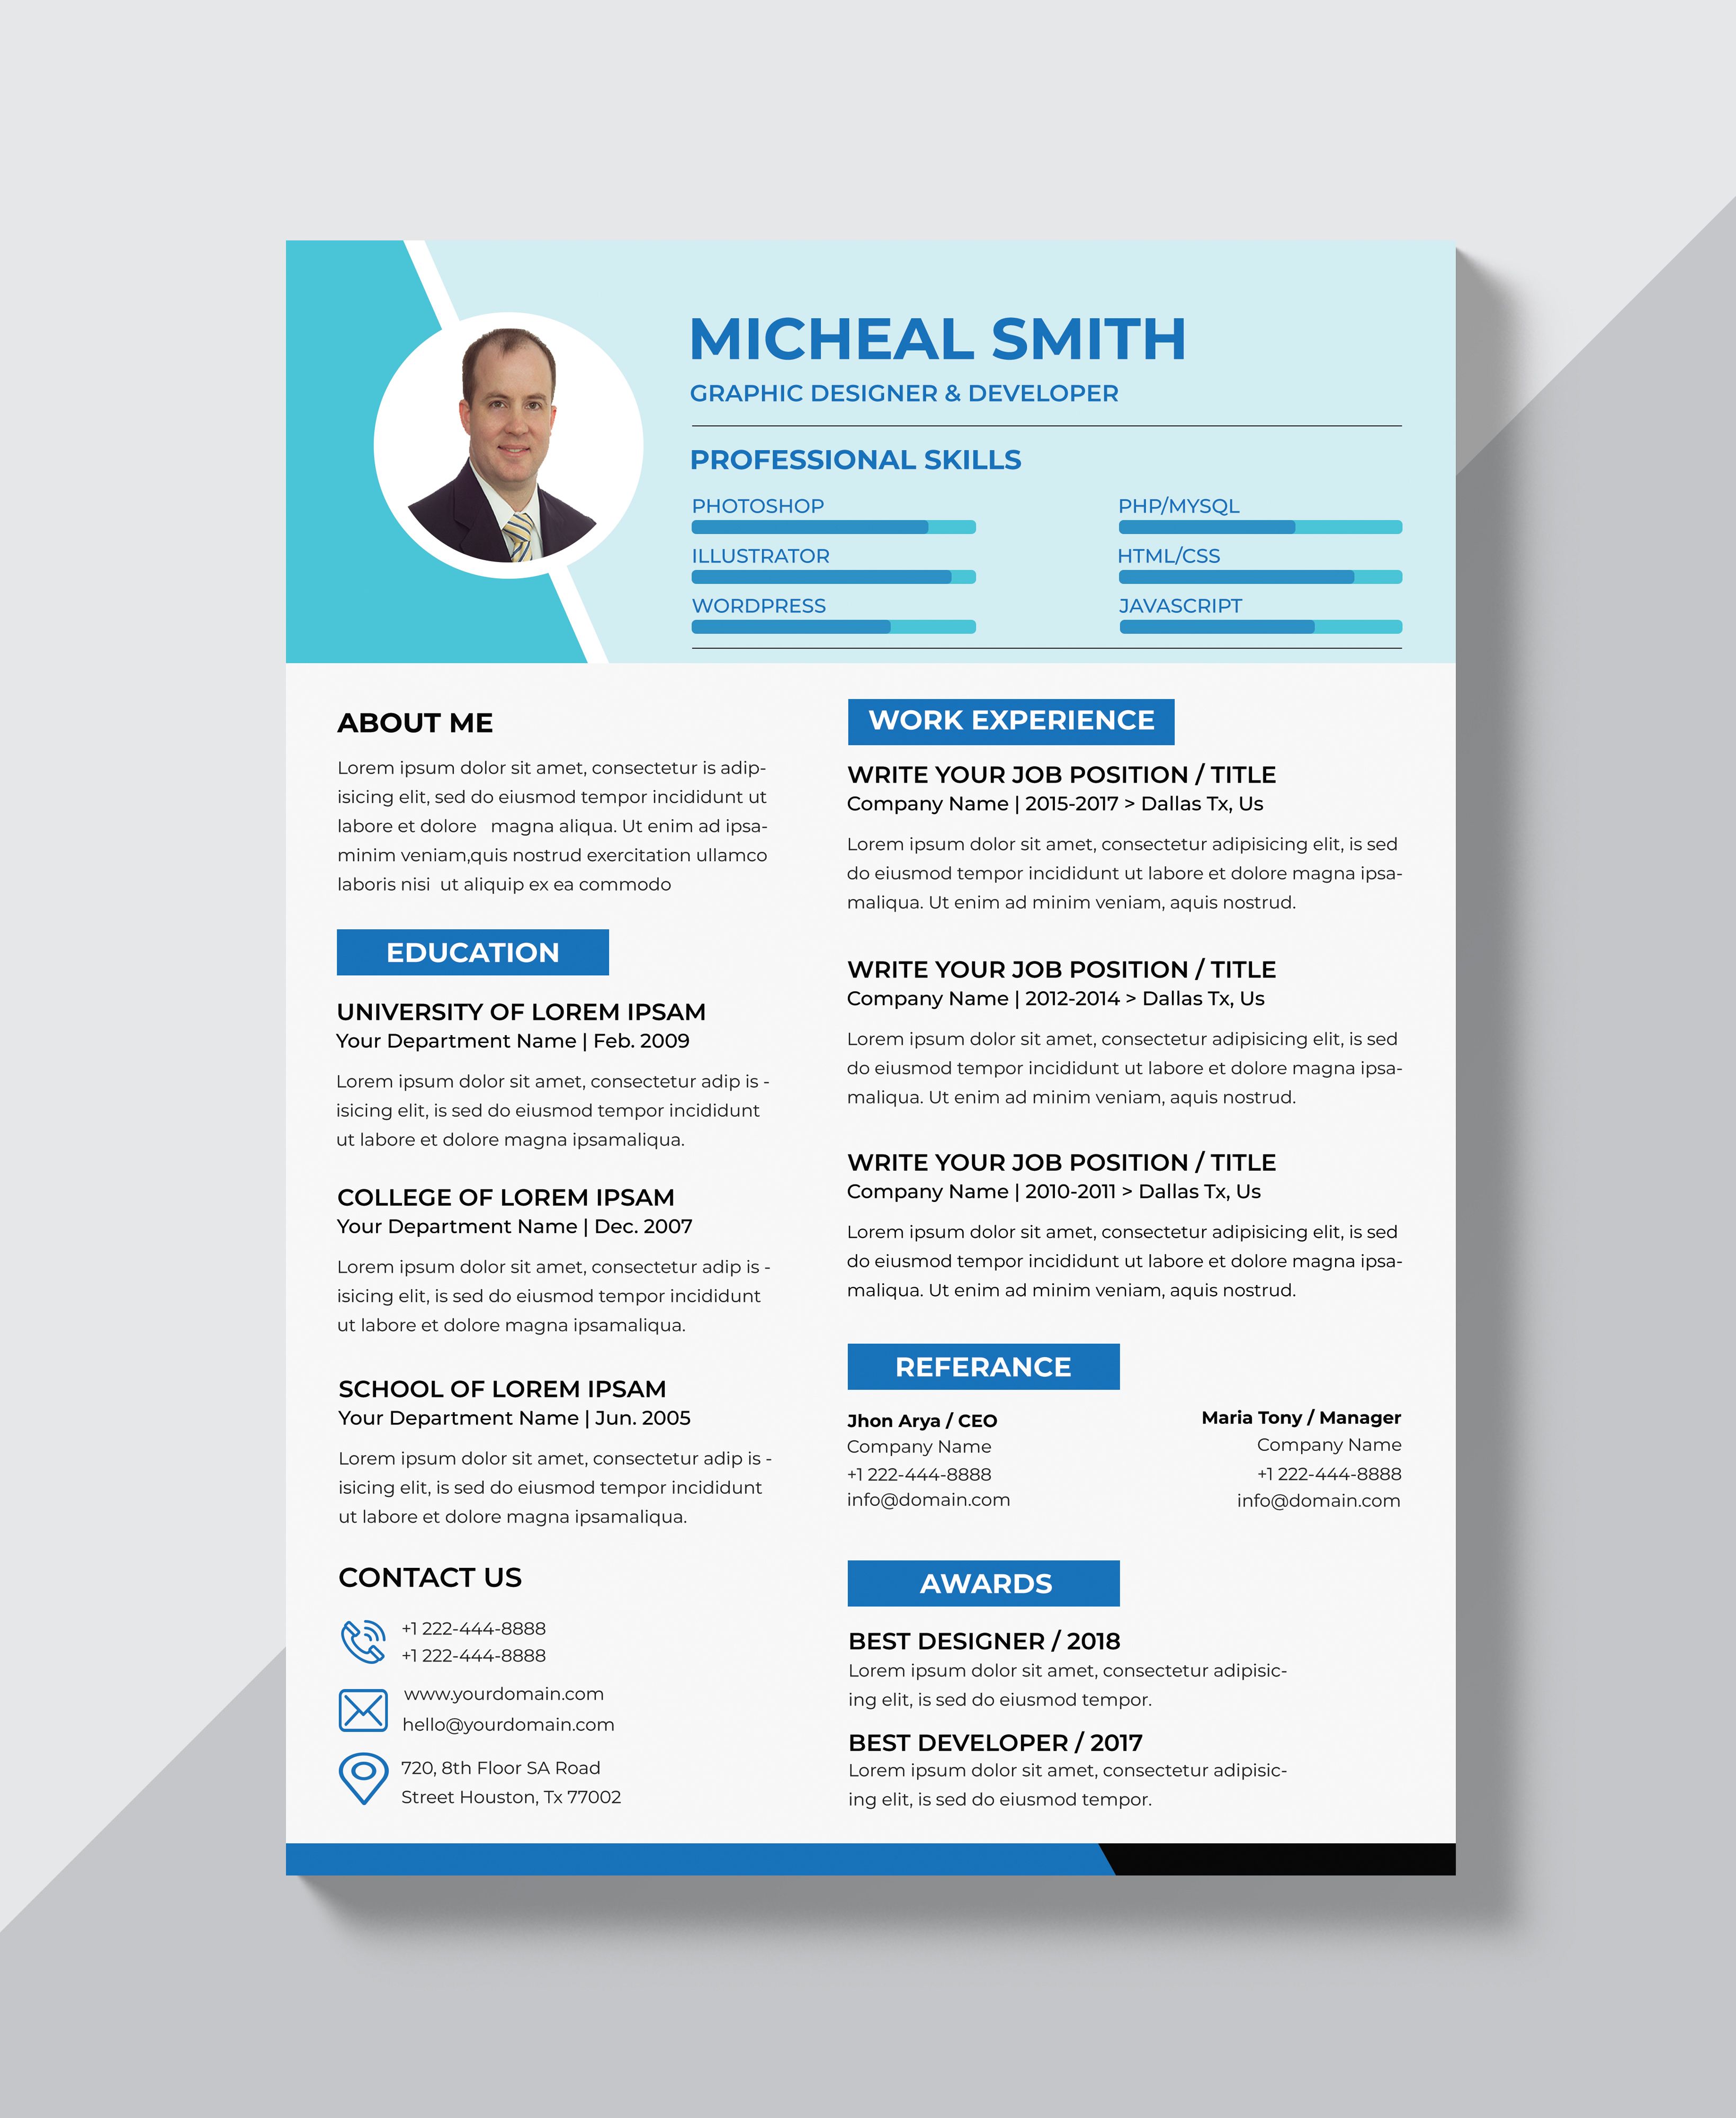 MICHEAL SMITH
GRAPHIC DESIGNER & DEVELOPER
PROFESSIONAL SKILLS
PHOTOSHOP
ILLUSTRATOR
WORDPRESS
PHP/MYSQL
HTML/CSS
JAVASCRIPT
ABOUT ME
Lorem ipsum dolor sit amet, consectetur is adip-
isicing elit, sed do eiusmod tempor incididunt ut
labore et dolore   magna aliqua. Ut enim ad ipsa-
minim veniam,quis nostrud exercitation ullamco
laboris nisi  ut aliquip ex ea commodo
EDUCATION
UNIVERSITY OF LOREM IPSAM
Your Department Name | Feb. 2009
Lorem ipsum dolor sit amet, consectetur adip is -
isicing elit, is sed do eiusmod tempor incididunt
ut labore et dolore magna ipsamaliqua.
COLLEGE OF LOREM IPSAM
Your Department Name | Dec. 2007
Lorem ipsum dolor sit amet, consectetur adip is -
isicing elit, is sed do eiusmod tempor incididunt
ut labore et dolore magna ipsamaliqua.
SCHOOL OF LOREM IPSAM
Your Department Name | Jun. 2005
Lorem ipsum dolor sit amet, consectetur adip is -
isicing elit, is sed do eiusmod tempor incididunt
ut labore et dolore magna ipsamaliqua.
CONTACT US
+1 222-444-8888
+1 222-444-8888
www.yourdomain.com
hello@yourdomain.com
720, 8th Floor SA Road
Street Houston, Tx 77002
WORK EXPERIENCE
WRITE YOUR JOB POSITION / TITLE
Company Name | 2015-2017 > Dallas Tx, Us
Lorem ipsum dolor sit amet, consectetur adipisicing elit, is sed
do eiusmod tempor incididunt ut labore et dolore magna ipsa-
maliqua. Ut enim ad minim veniam, aquis nostrud.
WRITE YOUR JOB POSITION / TITLE
Company Name | 2012-2014 > Dallas Tx, Us
Lorem ipsum dolor sit amet, consectetur adipisicing elit, is sed
do eiusmod tempor incididunt ut labore et dolore magna ipsa-
maliqua. Ut enim ad minim veniam, aquis nostrud.
WRITE YOUR JOB POSITION / TITLE
Company Name | 2010-2011 > Dallas Tx, Us
Lorem ipsum dolor sit amet, consectetur adipisicing elit, is sed
do eiusmod tempor incididunt ut labore et dolore magna ipsa-
maliqua. Ut enim ad minim veniam, aquis nostrud.
REFERANCE
Jhon Arya / CEO
Company Name
+1 222-444-8888
info@domain.com
Maria Tony / Manager
Company Name
+1 222-444-8888
info@domain.com
AWARDS
BEST DESIGNER / 2018
Lorem ipsum dolor sit amet, consectetur adipisic-
ing elit, is sed do eiusmod tempor.
BEST DEVELOPER / 2017
Lorem ipsum dolor sit amet, consectetur adipisic-
ing elit, is sed do eiusmod tempor.